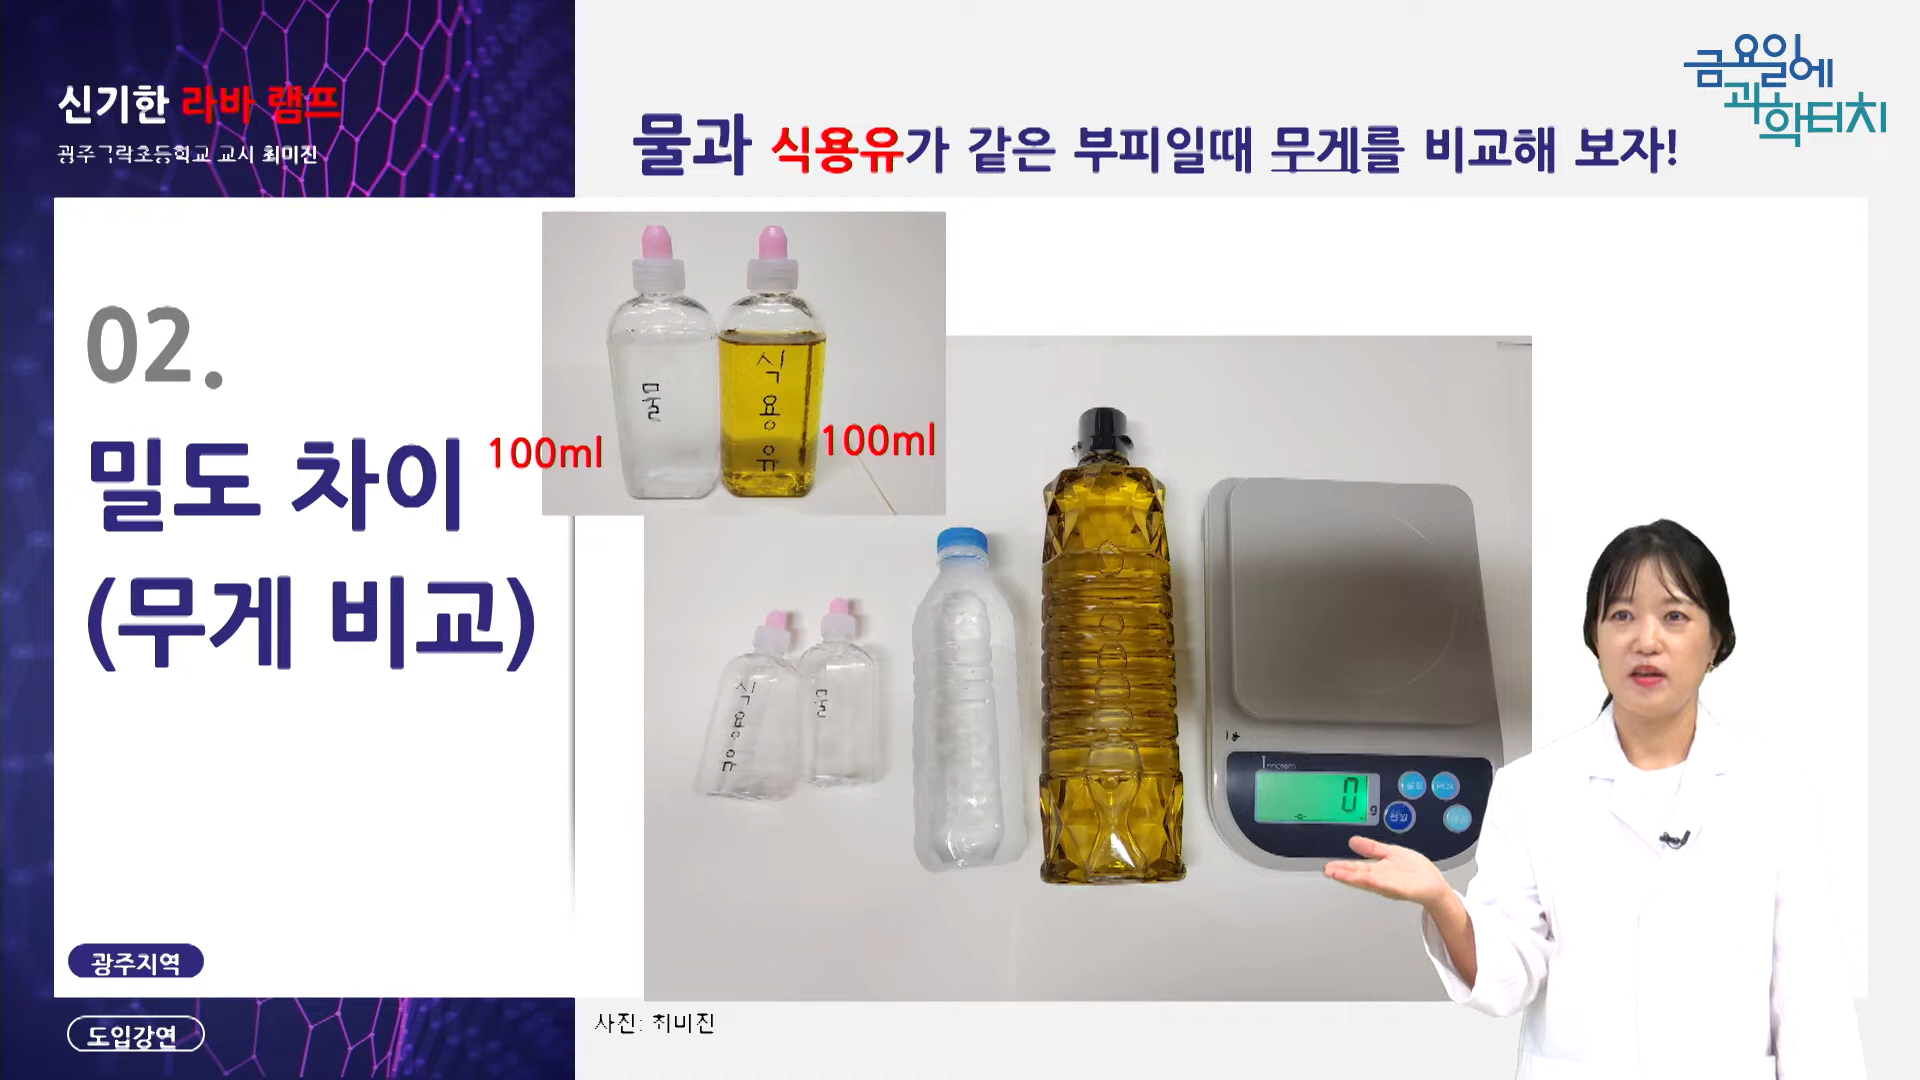 신기한 라바 램프
광주극락초등학교 교사 최미진
금요일에
과학터치
물과 식용유가 같은 부피일때 무게를 비교해 보자!
02.
밀도 차이
(무게 비교)
물
식용유
100ml
100ml
식용유
물
0
g
광주지역
도입강연
사진: 최미진